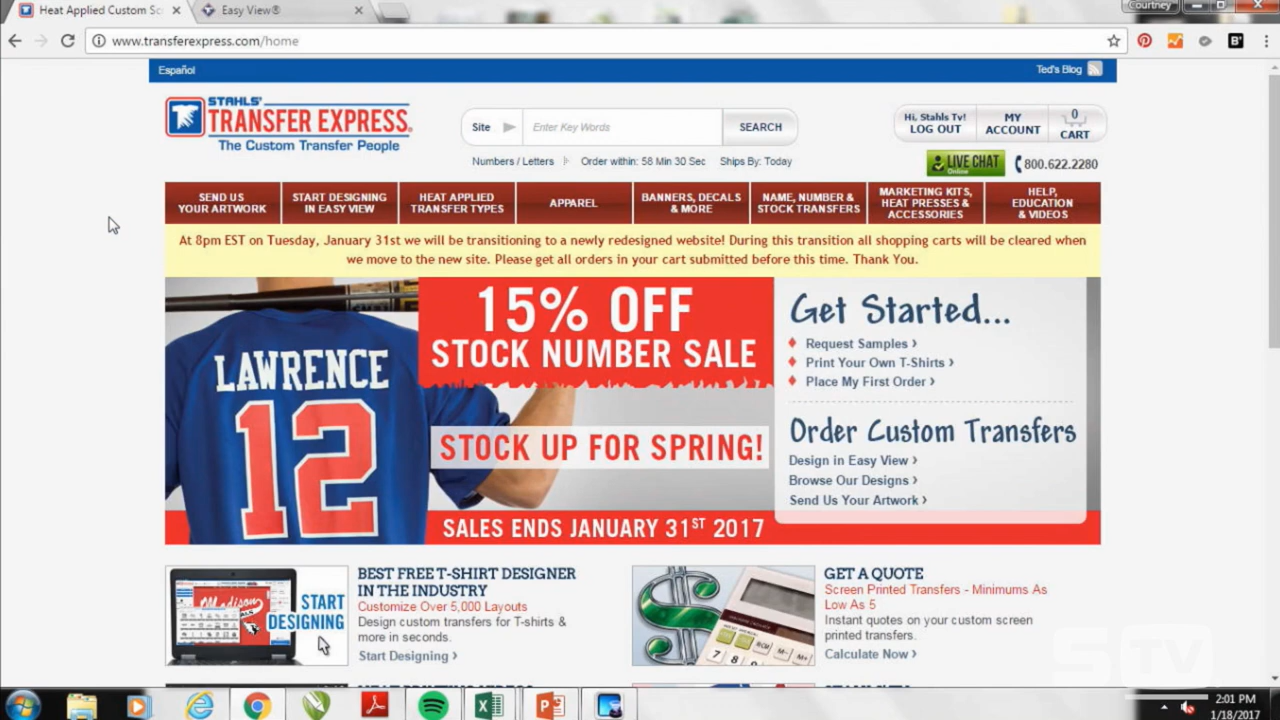 Heat Applied Custom Sc
Easy View®
Courtney
www.transferexpress.com/home
Español
Ted's Blog
STAHLS'
TRANSFER EXPRESS®
The Custom Transfer People
Site
Enter Key Words
SEARCH
Hi, Stahls Tv!
LOG OUT
MY
ACCOUNT
0
CART
Numbers / Letters
Order within: 58 Min 30 Sec
Ships By: Today
LIVE CHAT
Online
800.622.2280
SEND US
YOUR ARTWORK
START DESIGNING
IN EASY VIEW
HEAT APPLIED
TRANSFER TYPES
APPAREL
BANNERS, DECALS
& MORE
NAME, NUMBER &
STOCK TRANSFERS
MARKETING KITS,
HEAT PRESSES &
ACCESSORIES
HELP,
EDUCATION
& VIDEOS
At 8pm EST on Tuesday, January 31st we will be transitioning to a newly redesigned website! During this transition all shopping carts will be cleared when
we move to the new site. Please get all orders in your cart submitted before this time. Thank You.
LAWRENCE
12
15% OFF
STOCK NUMBER SALE
STOCK UP FOR SPRING!
SALES ENDS JANUARY 31ST 2017
Get Started...
Request Samples ›
Print Your Own T-Shirts ›
Place My First Order ›
Order Custom Transfers
Design in Easy View ›
Browse Our Designs ›
Send Us Your Artwork ›
Madison
START
DESIGNING
BEST FREE T-SHIRT DESIGNER
IN THE INDUSTRY
Customize Over 5,000 Layouts
Design custom transfers for T-shirts &
more in seconds.
Start Designing ›
7
8
M-
M+
GET A QUOTE
Screen Printed Transfers - Minimums As
Low As 5
Instant quotes on your custom screen
printed transfers.
Calculate Now ›
STV
2:01 PM
1/18/2017